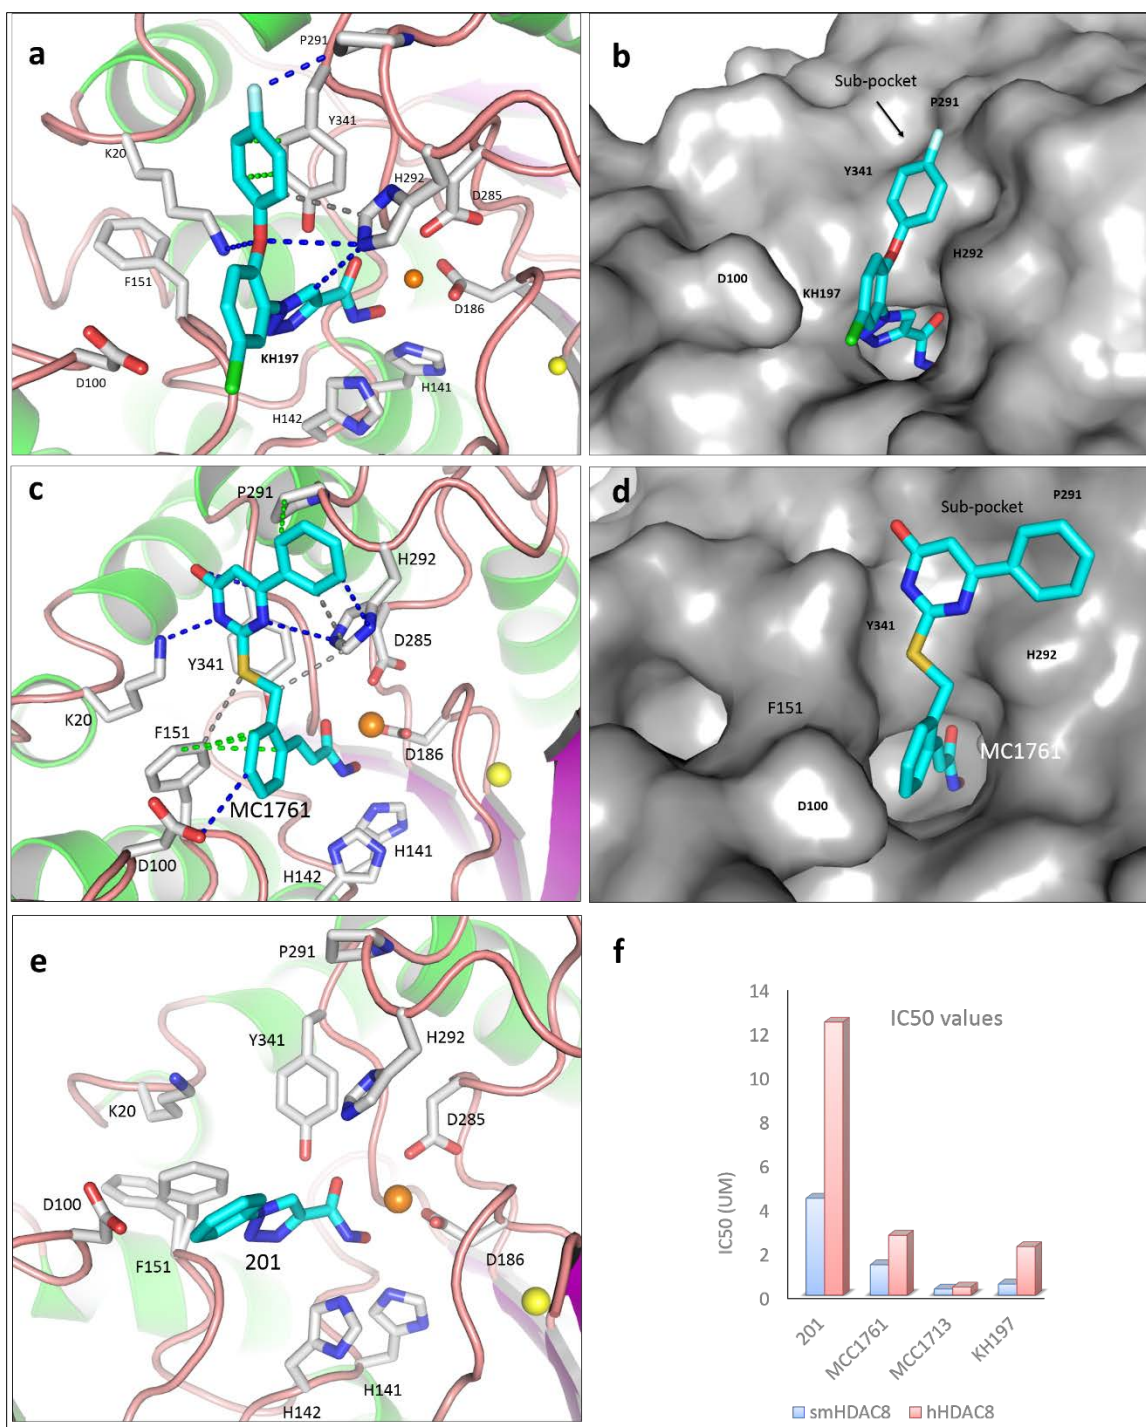 a
P291
Y341
K20
H292
D285
F151
D186
D100
KH197
H141
H142
b
Sub-pocket
P291
Y341
D100
KH197
H292
c
P291
H292
Y341
D285
K20
F151
D186
MC1761
D100
H141
H142
d
Sub-pocket
P291
Y341
H292
F151
MC1761
D100
e
P291
Y341
H292
K20
D285
D100
F151
201
D186
H141
H142
f
IC50 values
IC50 (UM)
14
12
10
8
6
4
2
0
201
MCC1761
MCC1713
KH197
smHDAC8 hHDAC8